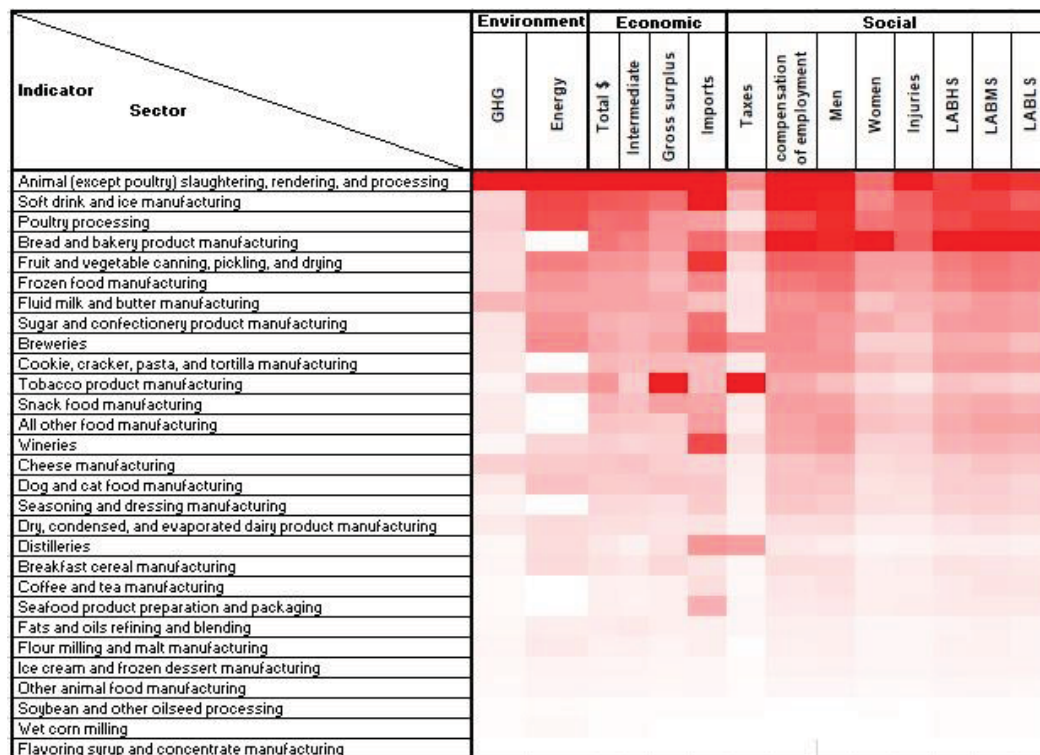 Environment Economic Social
Indicator
Sector
GHG
Energy
Total $
Intermediate
Gross surplus
Imports
Taxes
compensation
of employment
Men
Women
Injuries
LABHS
LABMS
LABLS
Animal (except poultry) slaughtering, rendering, and processing
Soft drink and ice manufacturing
Poultry processing
Bread and bakery product manufacturing
Fruit and vegetable canning, pickling, and drying
Frozen food manufacturing
Fluid milk and butter manufacturing
Sugar and confectionery product manufacturing
Breweries
Cookie, cracker, pasta, and tortilla manufacturing
Tobacco product manufacturing
Snack food manufacturing
All other food manufacturing
Wineries
Cheese manufacturing
Dog and cat food manufacturing
Seasoning and dressing manufacturing
Dry, condensed, and evaporated dairy product manufacturing
Distilleries
Breakfast cereal manufacturing
Coffee and tea manufacturing
Seafood product preparation and packaging
Fats and oils refining and blending
Flour milling and malt manufacturing
Ice cream and frozen dessert manufacturing
Other animal food manufacturing
Soybean and other oilseed processing
Wet corn milling
Flavoring syrup and concentrate manufacturing